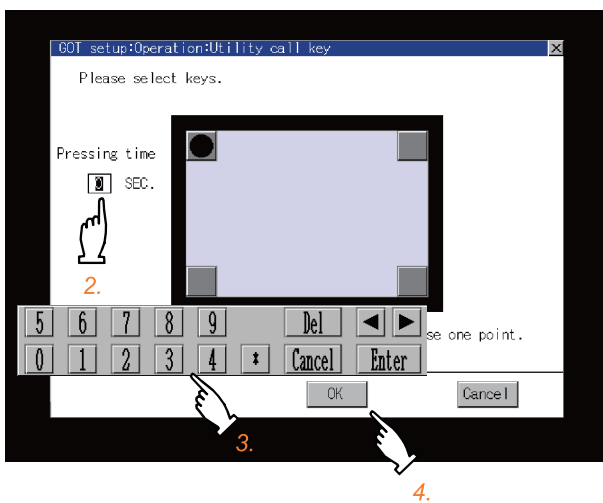 GOT setup:Operation:Utility call key
Please select keys.
Pressing time
0 SEC.
2.
5 6 7 8 9 Del ◀ ▶
se one point.
0 1 2 3 4 * Cancel Enter
3.
OK Cancel
4.